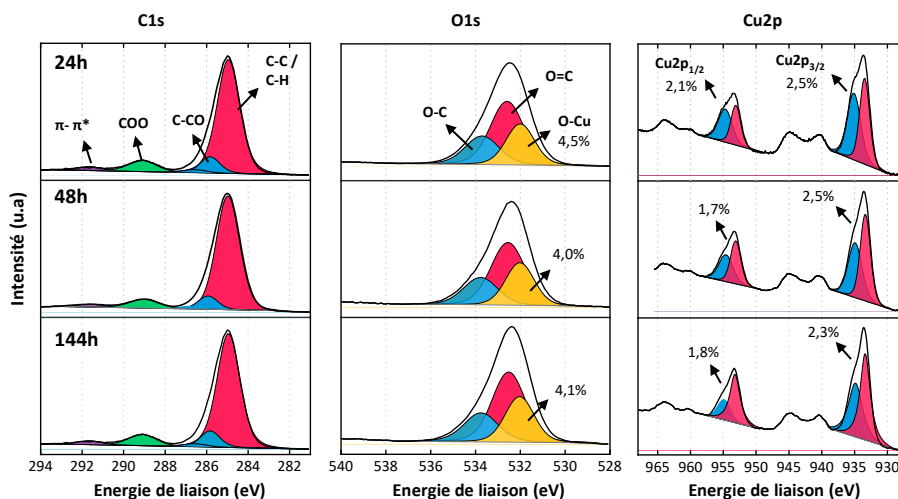 C1s
O1s
Cu2p
24h
C-C /
C-H
π- π*
COO
C-CO
O=C
O-C
O-Cu
4,5%
Cu2p1/2
2,1%
Cu2p3/2
2,5%
48h
4,0%
1,7%
2,5%
144h
4,1%
1,8%
2,3%
Intensité (u.a)
294 292 290 288 286 284 282
540 538 536 534 532 530 528
965 960 955 950 945 940 935 930
Energie de liaison (eV)
Energie de liaison (eV)
Energie de liaison (eV)